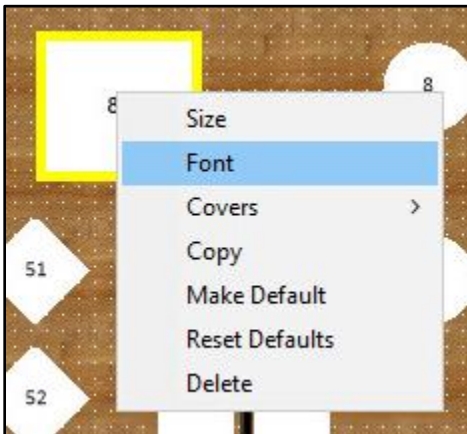 8
8
Size
Font
Covers
Copy
51
Make Default
Reset Defaults
Delete
52